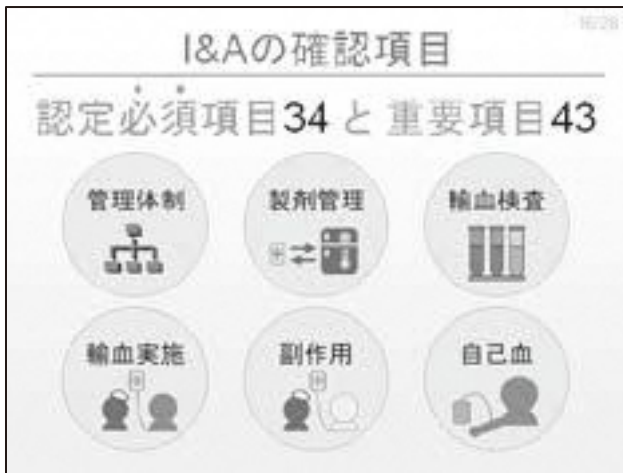 16/28
I&Aの確認項目
認定必須項目34と重要項目43
管理体制
製剤管理
輸血検査
輸血実施
副作用
自己血